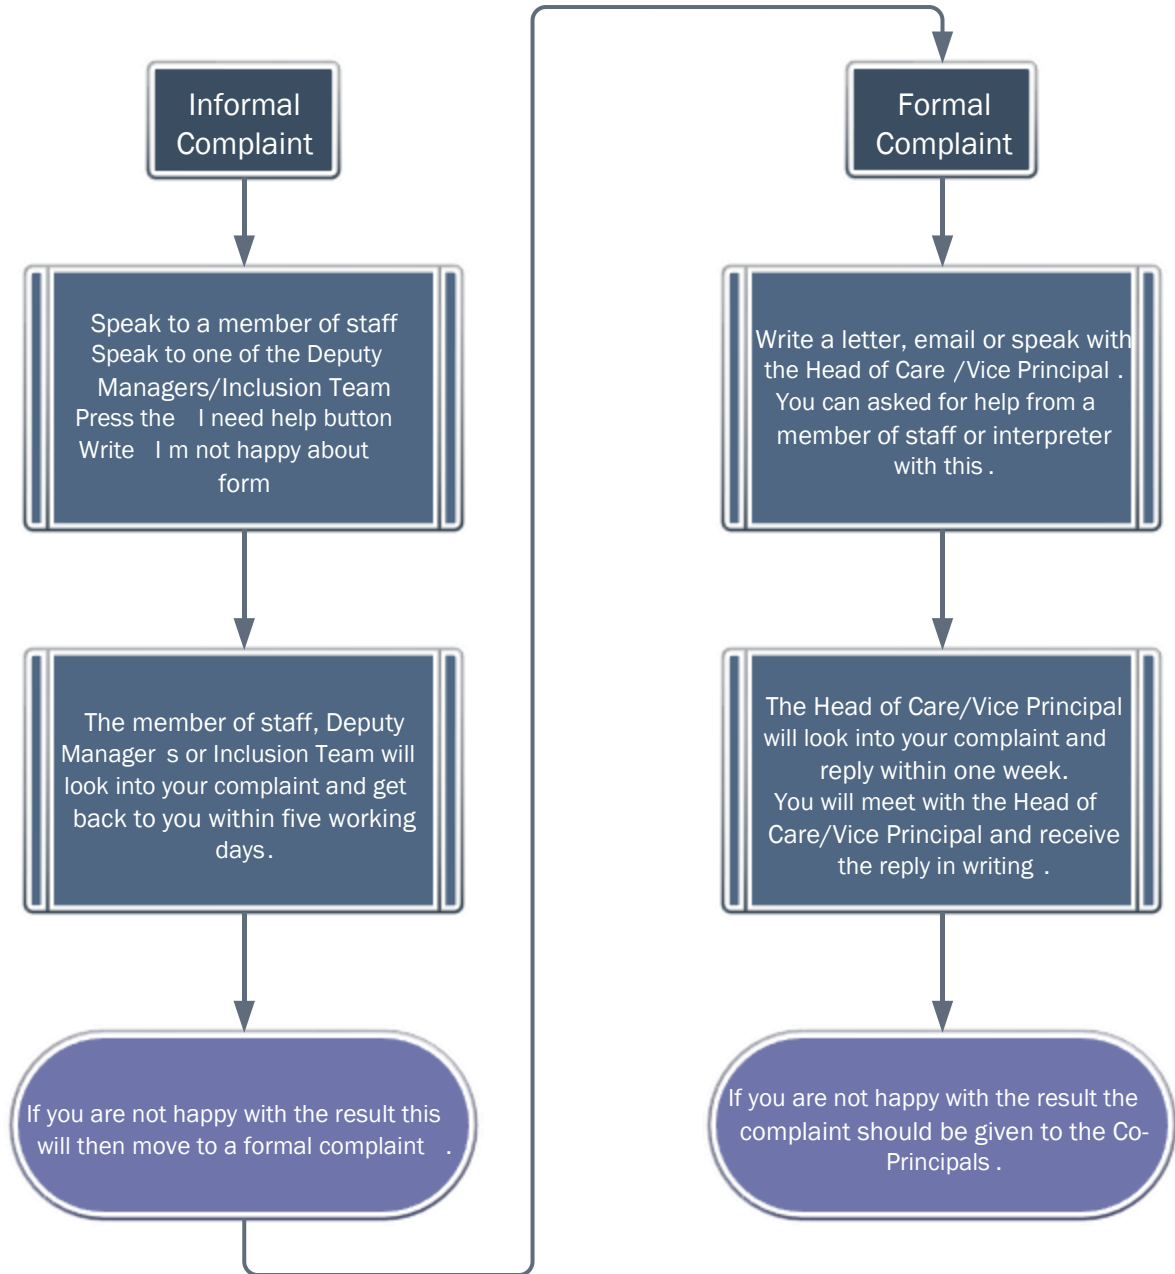 Informal
Complaint
Speak to a member of staff
Speak to one of the Deputy
Managers/Inclusion Team
Press the I need help button
Write I m not happy about
form
The member of staff, Deputy
Manager s or Inclusion Team will
look into your complaint and get
back to you within five working
days.
If you are not happy with the result this
will then move to a formal complaint .
Formal
Complaint
Write a letter, email or speak with
the Head of Care /Vice Principal .
You can asked for help from a
member of staff or interpreter
with this .
The Head of Care/Vice Principal
will look into your complaint and
reply within one week.
You will meet with the Head of
Care/Vice Principal and receive
the reply in writing .
If you are not happy with the result the
complaint should be given to the Co-
Principals .